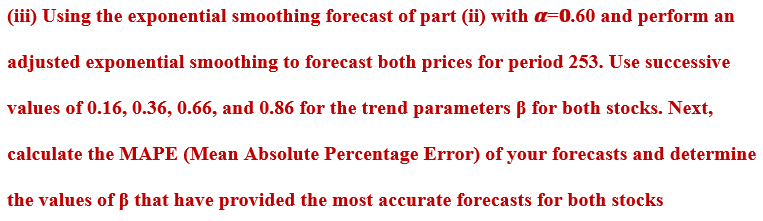 (iii) Using the exponential smoothing forecast of part (ii) with α=0.60 and perform an
adjusted exponential smoothing to forecast both prices for period 253. Use successive
values of 0.16, 0.36, 0.66, and 0.86 for the trend parameters β for both stocks. Next,
calculate the MAPE (Mean Absolute Percentage Error) of your forecasts and determine
the values of β that have provided the most accurate forecasts for both stocks